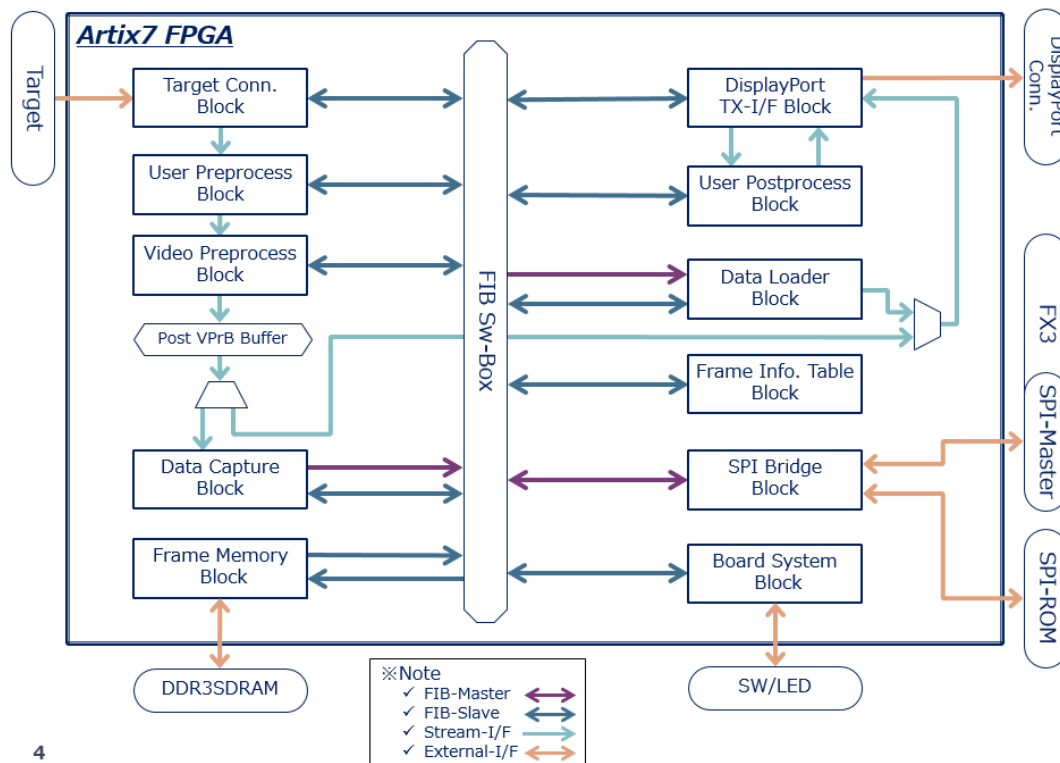 Artix7 FPGA
Target
Target Conn.
Block
User Preprocess
Block
Video Preprocess
Block
Post VPrB Buffer
Data Capture
Block
Frame Memory
Block
DDR3SDRAM
FIB Sw-Box
DisplayPort
TX-I/F Block
User Postprocess
Block
Data Loader
Block
Frame Info. Table
Block
SPI Bridge
Block
Board System
Block
SW/LED
DisplayPort
Conn.
FX3
SPI-Master
SPI-ROM
※Note
✓ FIB-Master
✓ FIB-Slave
✓ Stream-I/F
✓ External-I/F
4